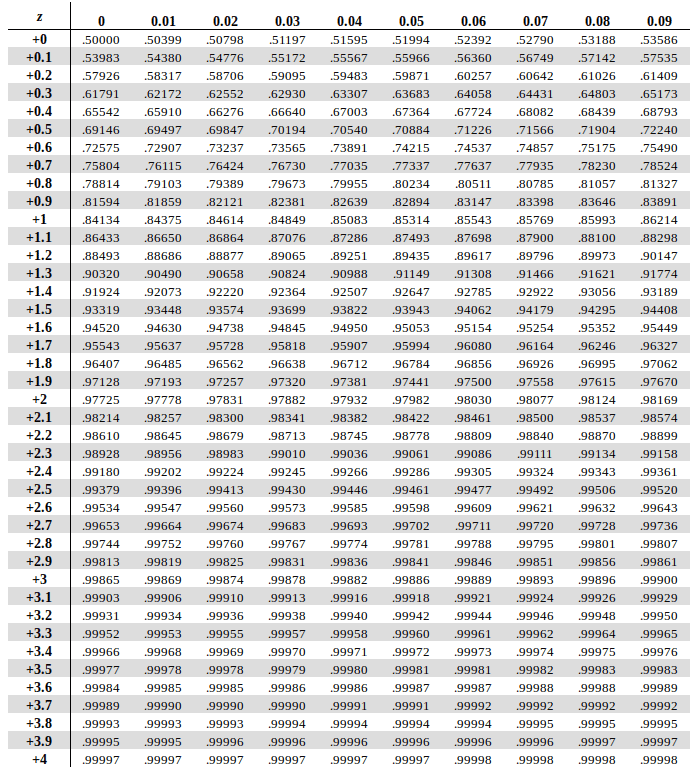 z 0 0.01 0.02 0.03 0.04 0.05 0.06 0.07 0.08 0.09
+0 .50000 .50399 .50798 .51197 .51595 .51994 .52392 .52790 .53188 .53586
+0.1 .53983 .54380 .54776 .55172 .55567 .55966 .56360 .56749 .57142 .57535
+0.2 .57926 .58317 .58706 .59095 .59483 .59871 .60257 .60642 .61026 .61409
+0.3 .61791 .62172 .62552 .62930 .63307 .63683 .64058 .64431 .64803 .65173
+0.4 .65542 .65910 .66276 .66640 .67003 .67364 .67724 .68082 .68439 .68793
+0.5 .69146 .69497 .69847 .70194 .70540 .70884 .71226 .71566 .71904 .72240
+0.6 .72575 .72907 .73237 .73565 .73891 .74215 .74537 .74857 .75175 .75490
+0.7 .75804 .76115 .76424 .76730 .77035 .77337 .77637 .77935 .78230 .78524
+0.8 .78814 .79103 .79389 .79673 .79955 .80234 .80511 .80785 .81057 .81327
+0.9 .81594 .81859 .82121 .82381 .82639 .82894 .83147 .83398 .83646 .83891
+1 .84134 .84375 .84614 .84849 .85083 .85314 .85543 .85769 .85993 .86214
+1.1 .86433 .86650 .86864 .87076 .87286 .87493 .87698 .87900 .88100 .88298
+1.2 .88493 .88686 .88877 .89065 .89251 .89435 .89617 .89796 .89973 .90147
+1.3 .90320 .90490 .90658 .90824 .90988 .91149 .91308 .91466 .91621 .91774
+1.4 .91924 .92073 .92220 .92364 .92507 .92647 .92785 .92922 .93056 .93189
+1.5 .93319 .93448 .93574 .93699 .93822 .93943 .94062 .94179 .94295 .94408
+1.6 .94520 .94630 .94738 .94845 .94950 .95053 .95154 .95254 .95352 .95449
+1.7 .95543 .95637 .95728 .95818 .95907 .95994 .96080 .96164 .96246 .96327
+1.8 .96407 .96485 .96562 .96638 .96712 .96784 .96856 .96926 .96995 .97062
+1.9 .97128 .97193 .97257 .97320 .97381 .97441 .97500 .97558 .97615 .97670
+2 .97725 .97778 .97831 .97882 .97932 .97982 .98030 .98077 .98124 .98169
+2.1 .98214 .98257 .98300 .98341 .98382 .98422 .98461 .98500 .98537 .98574
+2.2 .98610 .98645 .98679 .98713 .98745 .98778 .98809 .98840 .98870 .98899
+2.3 .98928 .98956 .98983 .99010 .99036 .99061 .99086 .99111 .99134 .99158
+2.4 .99180 .99202 .99224 .99245 .99266 .99286 .99305 .99324 .99343 .99361
+2.5 .99379 .99396 .99413 .99430 .99446 .99461 .99477 .99492 .99506 .99520
+2.6 .99534 .99547 .99560 .99573 .99585 .99598 .99609 .99621 .99632 .99643
+2.7 .99653 .99664 .99674 .99683 .99693 .99702 .99711 .99720 .99728 .99736
+2.8 .99744 .99752 .99760 .99767 .99774 .99781 .99788 .99795 .99801 .99807
+2.9 .99813 .99819 .99825 .99831 .99836 .99841 .99846 .99851 .99856 .99861
+3 .99865 .99869 .99874 .99878 .99882 .99886 .99889 .99893 .99896 .99900
+3.1 .99903 .99906 .99910 .99913 .99916 .99918 .99921 .99924 .99926 .99929
+3.2 .99931 .99934 .99936 .99938 .99940 .99942 .99944 .99946 .99948 .99950
+3.3 .99952 .99953 .99955 .99957 .99958 .99960 .99961 .99962 .99964 .99965
+3.4 .99966 .99968 .99969 .99970 .99971 .99972 .99973 .99974 .99975 .99976
+3.5 .99977 .99978 .99978 .99979 .99980 .99981 .99981 .99982 .99983 .99983
+3.6 .99984 .99985 .99985 .99986 .99986 .99987 .99987 .99988 .99988 .99989
+3.7 .99989 .99990 .99990 .99990 .99991 .99991 .99992 .99992 .99992 .99992
+3.8 .99993 .99993 .99993 .99994 .99994 .99994 .99994 .99995 .99995 .99995
+3.9 .99995 .99995 .99996 .99996 .99996 .99996 .99996 .99996 .99997 .99997
+4 .99997 .99997 .99997 .99997 .99997 .99997 .99998 .99998 .99998 .99998